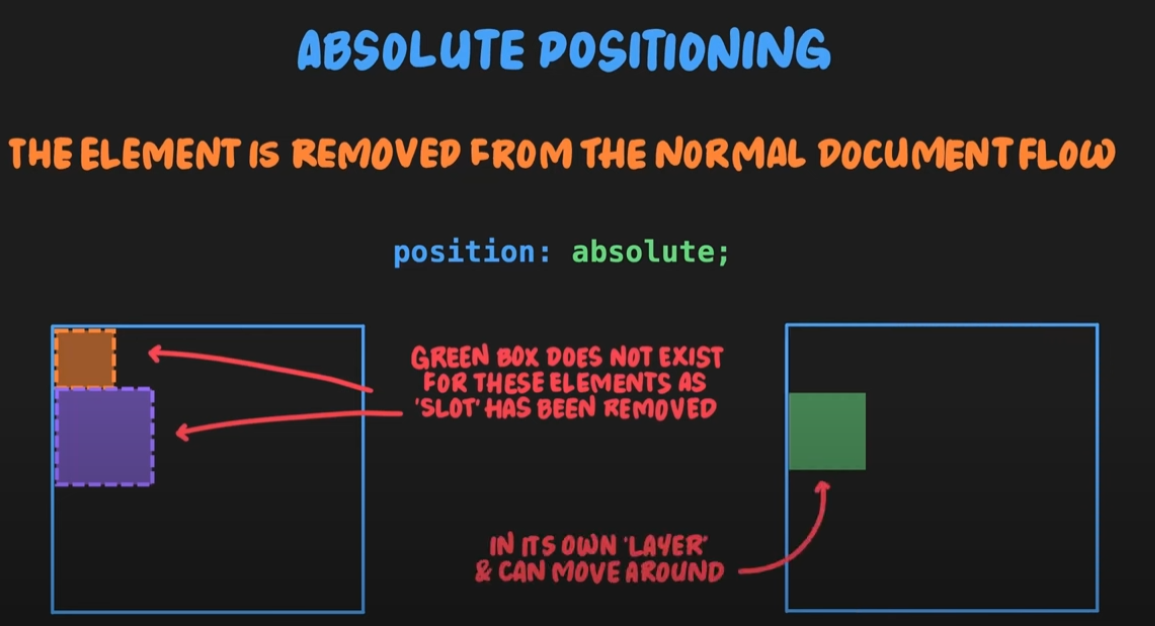 ABSOLUTE POSITIONING
THE ELEMENT IS REMOVED FROM THE NORMAL DOCUMENT FLOW
position: absolute;
GREEN BOX DOES NOT EXIST
FOR THESE ELEMENTS AS
'SLOT' HAS BEEN REMOVED
IN ITS OWN 'LAYER'
& CAN MOVE AROUND